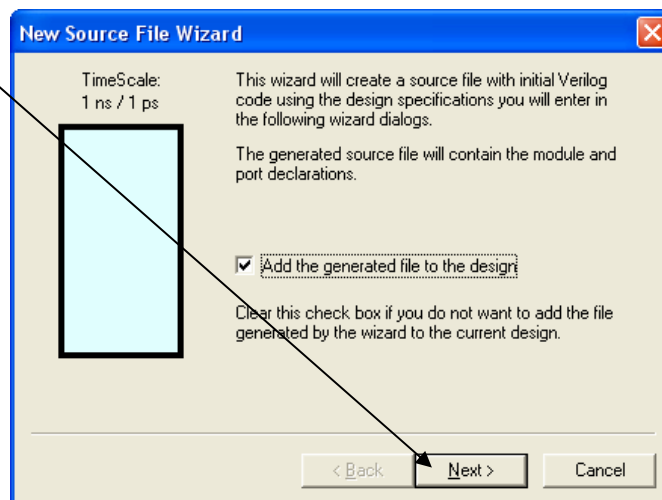 New Source File Wizard
TimeScale:
1 ns / 1 ps
This wizard will create a source file with initial Verilog
code using the design specifications you will enter in
the following wizard dialogs.
The generated source file will contain the module and
port declarations.
Add the generated file to the design
Clear this check box if you do not want to add the file
generated by the wizard to the current design.
< Back
Next >
Cancel